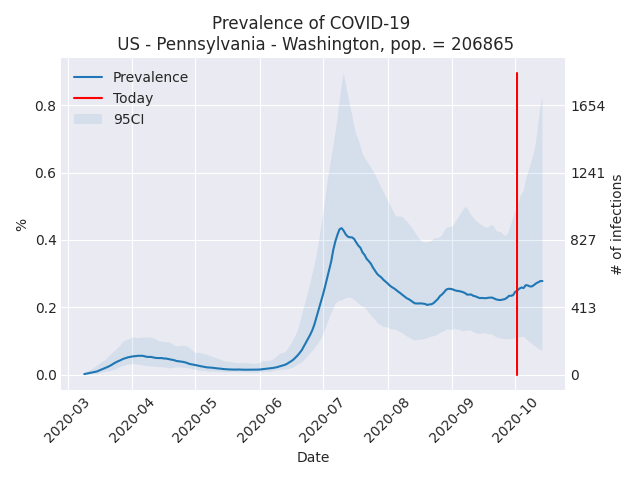 Prevalence of COVID-19
US - Pennsylvania - Washington, pop. = 206865
Prevalence
Today
95CI
%
0.8
0.6
0.4
0.2
0.0
1654
1241
827
413
0
# of infections
2020-03
2020-04
2020-05
2020-06
2020-07
2020-08
2020-09
2020-10
Date